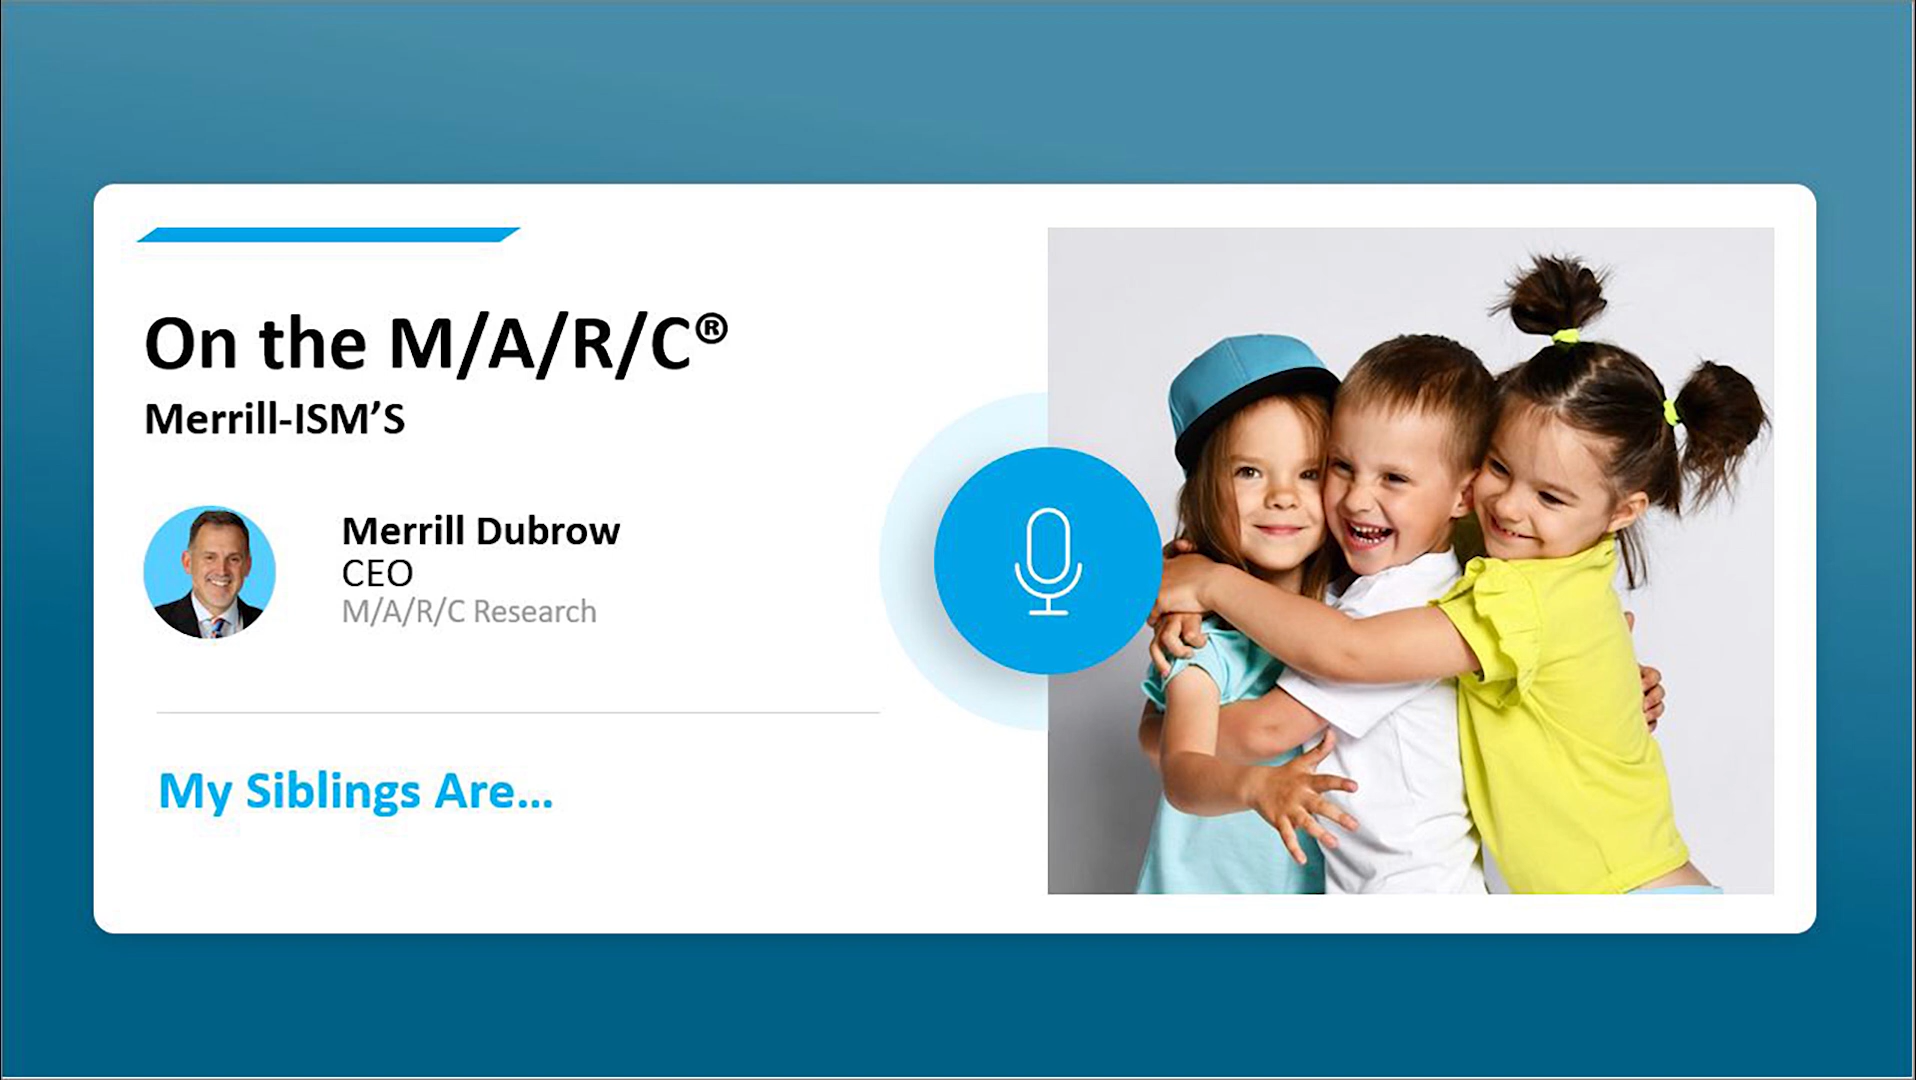 On the M/A/R/C®
Merrill-ISM’S
Merrill Dubrow
CEO
M/A/R/C Research
My Siblings Are...